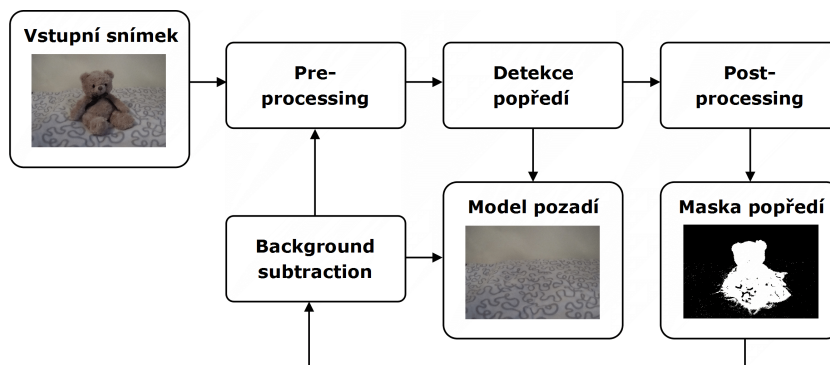 Vstupní snímek
Pre-
processing
Detekce
popředí
Post-
processing
Background
subtraction
Model pozadí
Maska popředí